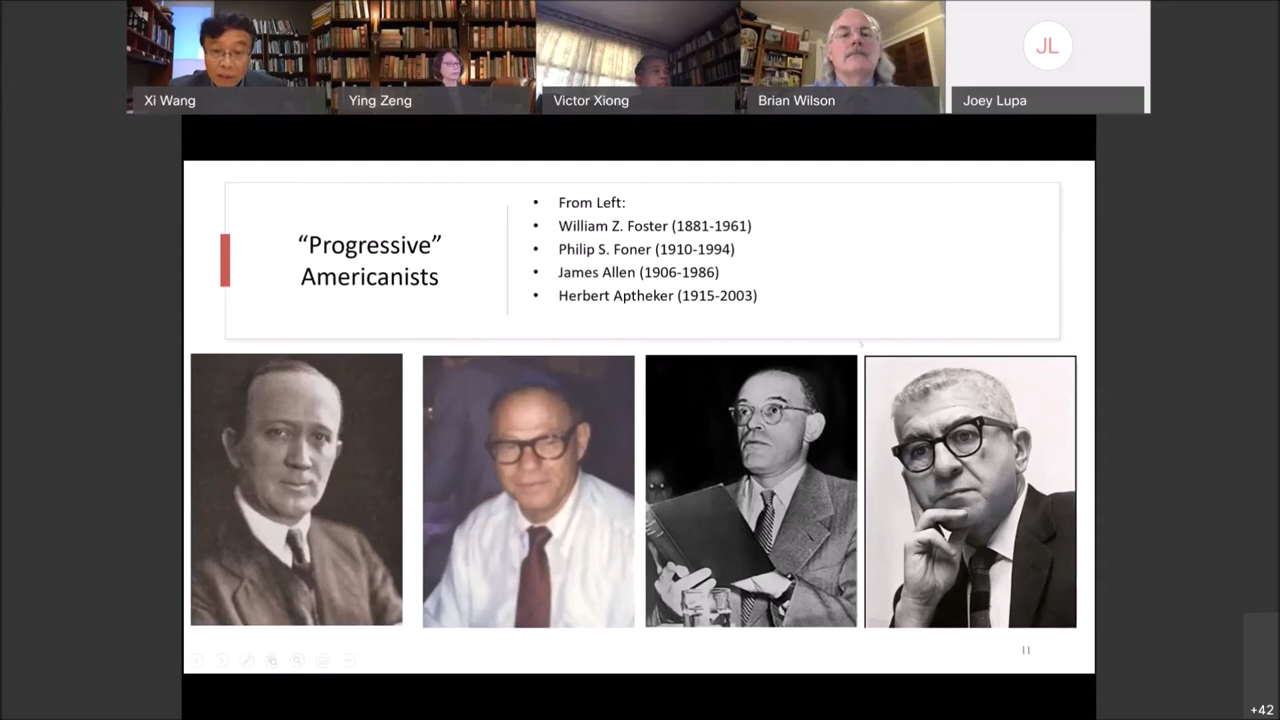 JL
Xi Wang
Ying Zeng
Victor Xiong
Brian Wilson
Joey Lupa
“Progressive”
Americanists
• From Left:
• William Z. Foster (1881-1961)
• Philip S. Foner (1910-1994)
• James Allen (1906-1986)
• Herbert Aptheker (1915-2003)
11
+42